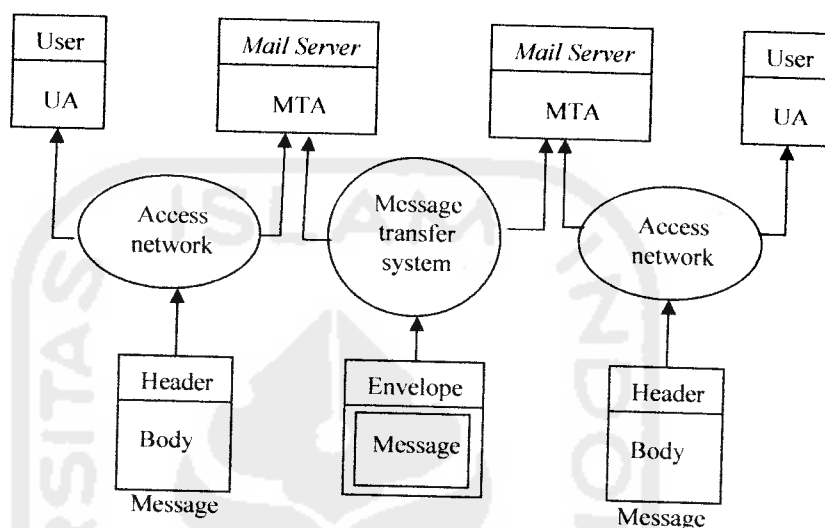 User
UA
Mail Server
MTA
Mail Server
MTA
User
UA
Access
network
Message
transfer
system
Access
network
Header
Body
Message
Envelope
Message
Header
Body
Message
ISLAM